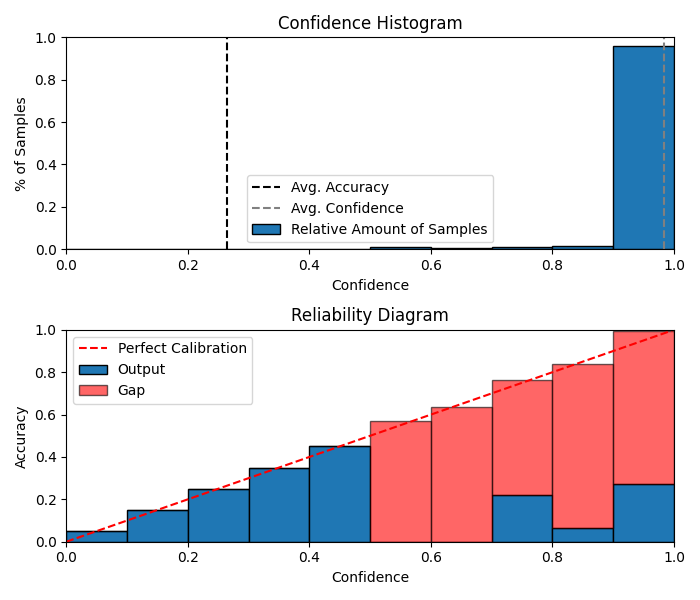 Confidence Histogram
1.0
0.8
0.6
0.4
0.2
0.0
% of Samples
Avg. Accuracy
Avg. Confidence
Relative Amount of Samples
0.0 0.2 0.4 0.6 0.8 1.0
Confidence
Reliability Diagram
1.0
0.8
0.6
0.4
0.2
0.0
Accuracy
Perfect Calibration
Output
Gap
0.0 0.2 0.4 0.6 0.8 1.0
Confidence